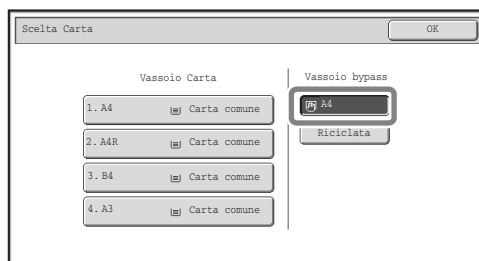 Scelta Carta
OK
Vassoio Carta
Vassoio bypass
1. A4 Carta comune
A4
2. A4R Carta comune
Riciclata
3. B4 Carta comune
4. A3 Carta comune